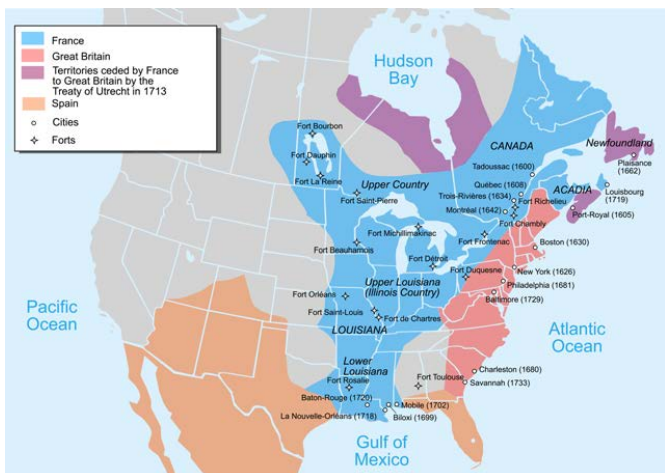 France
Great Britain
Territories ceded by France
to Great Britain by the
Treaty of Utrecht in 1713
Spain
Cities
Forts
Hudson
Bay
Fort Bourbon
Fort Dauphin
Fort La Reine
Fort Saint-Pierre
Upper Country
CANADA
Newfoundland
Plaisance
(1662)
Tadoussac (1600)
Québec (1608)
ACADIA
Louisbourg
(1719)
Trois-Rivières (1634)
Fort Richelieu
Montréal (1642)
Port-Royal (1605)
Fort Chambly
Fort Michillimakinac
Fort Frontenac
Fort Beauharnois
Boston (1630)
Fort Détroit
Fort Duquesne
New York (1626)
Upper Louisiana
(Illinois Country)
Philadelphia (1681)
Fort Orléans
Baltimore (1729)
Pacific
Ocean
Fort Saint-Louis
Fort de Chartres
LOUISIANA
Atlantic
Ocean
Lower
Louisiana
Fort Rosalie
Fort Toulouse
Charleston (1680)
Savannah (1733)
Baton-Rouge (1720)
Mobile (1702)
La Nouvelle-Orléans (1718)
Biloxi (1699)
Gulf of
Mexico